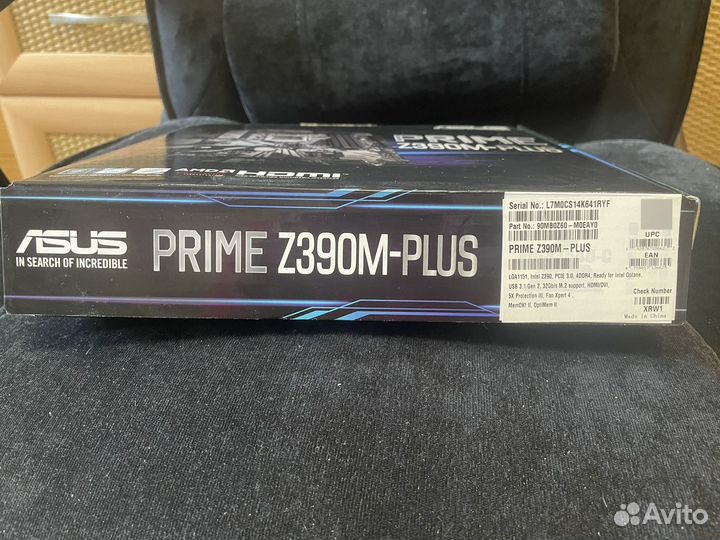 ASUS
PRIME
Z390M-PLUS
AMD
HDMI
ASUS
IN SEARCH OF INCREDIBLE
PRIME Z390M-PLUS
Serial No.: L7M0CS14K641RYF
Part No.: 90MB0Z60-M0EAY0
PRIME Z390M-PLUS
LGA1151, Intel Z390, PCIE 3.0, 4DDR4, Ready for Intel Optane,
USB 3.1 Gen 2, 32Gb/s M.2 support, HDMI/DVI,
5X Protection III, Fan Xpert 4,
MemOK! II, OptiMem II
UPC
EAN
Check Number
XRW1
Made in China
Avito